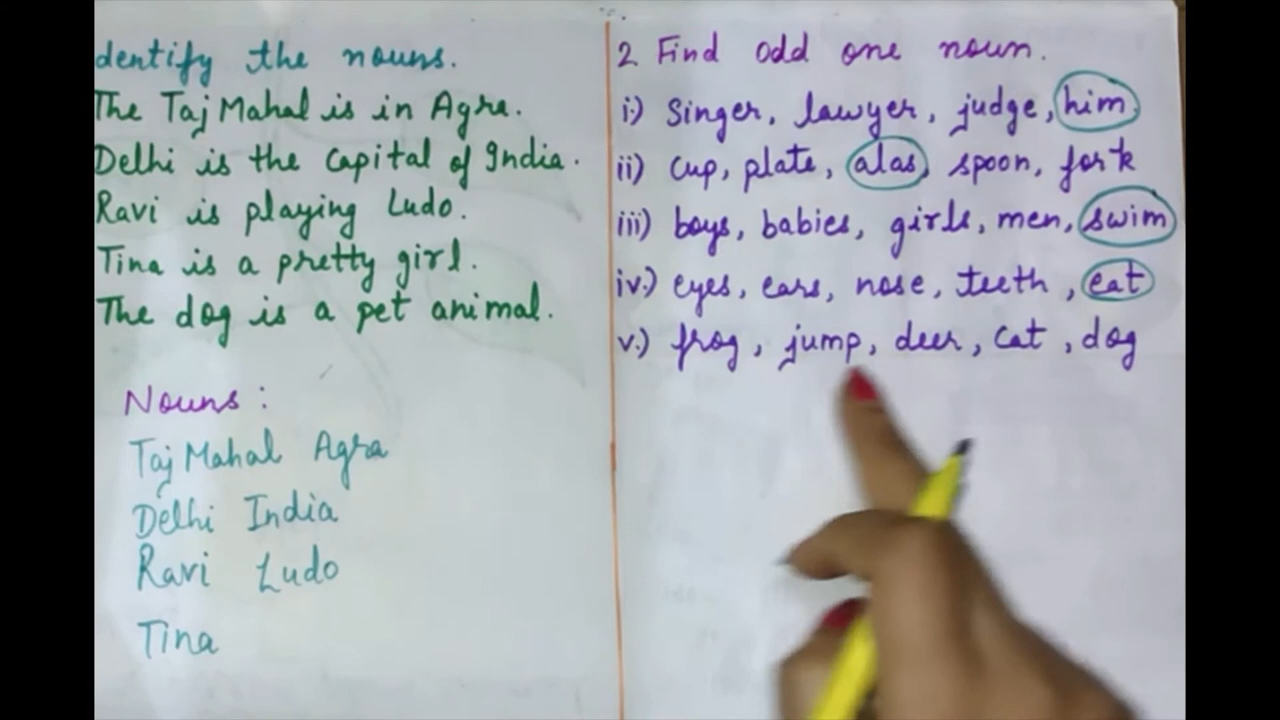 dentify the nouns.
The Taj Mahal is in Agra.
Delhi is the Capital of India.
Ravi is playing Ludo.
Tina is a pretty girl.
The dog is a pet animal.
Nouns:
Taj Mahal Agra
Delhi India
Ravi Ludo
Tina
2 Find odd one noun.
i) Singer, lawyer, judge, him
ii) Cup, plate, alas, spoon, fork
iii) boys, babies, girls, men, swim
iv.) eyes, ears, nose, teeth, eat
v.) frog, jump, deer, cat, dog